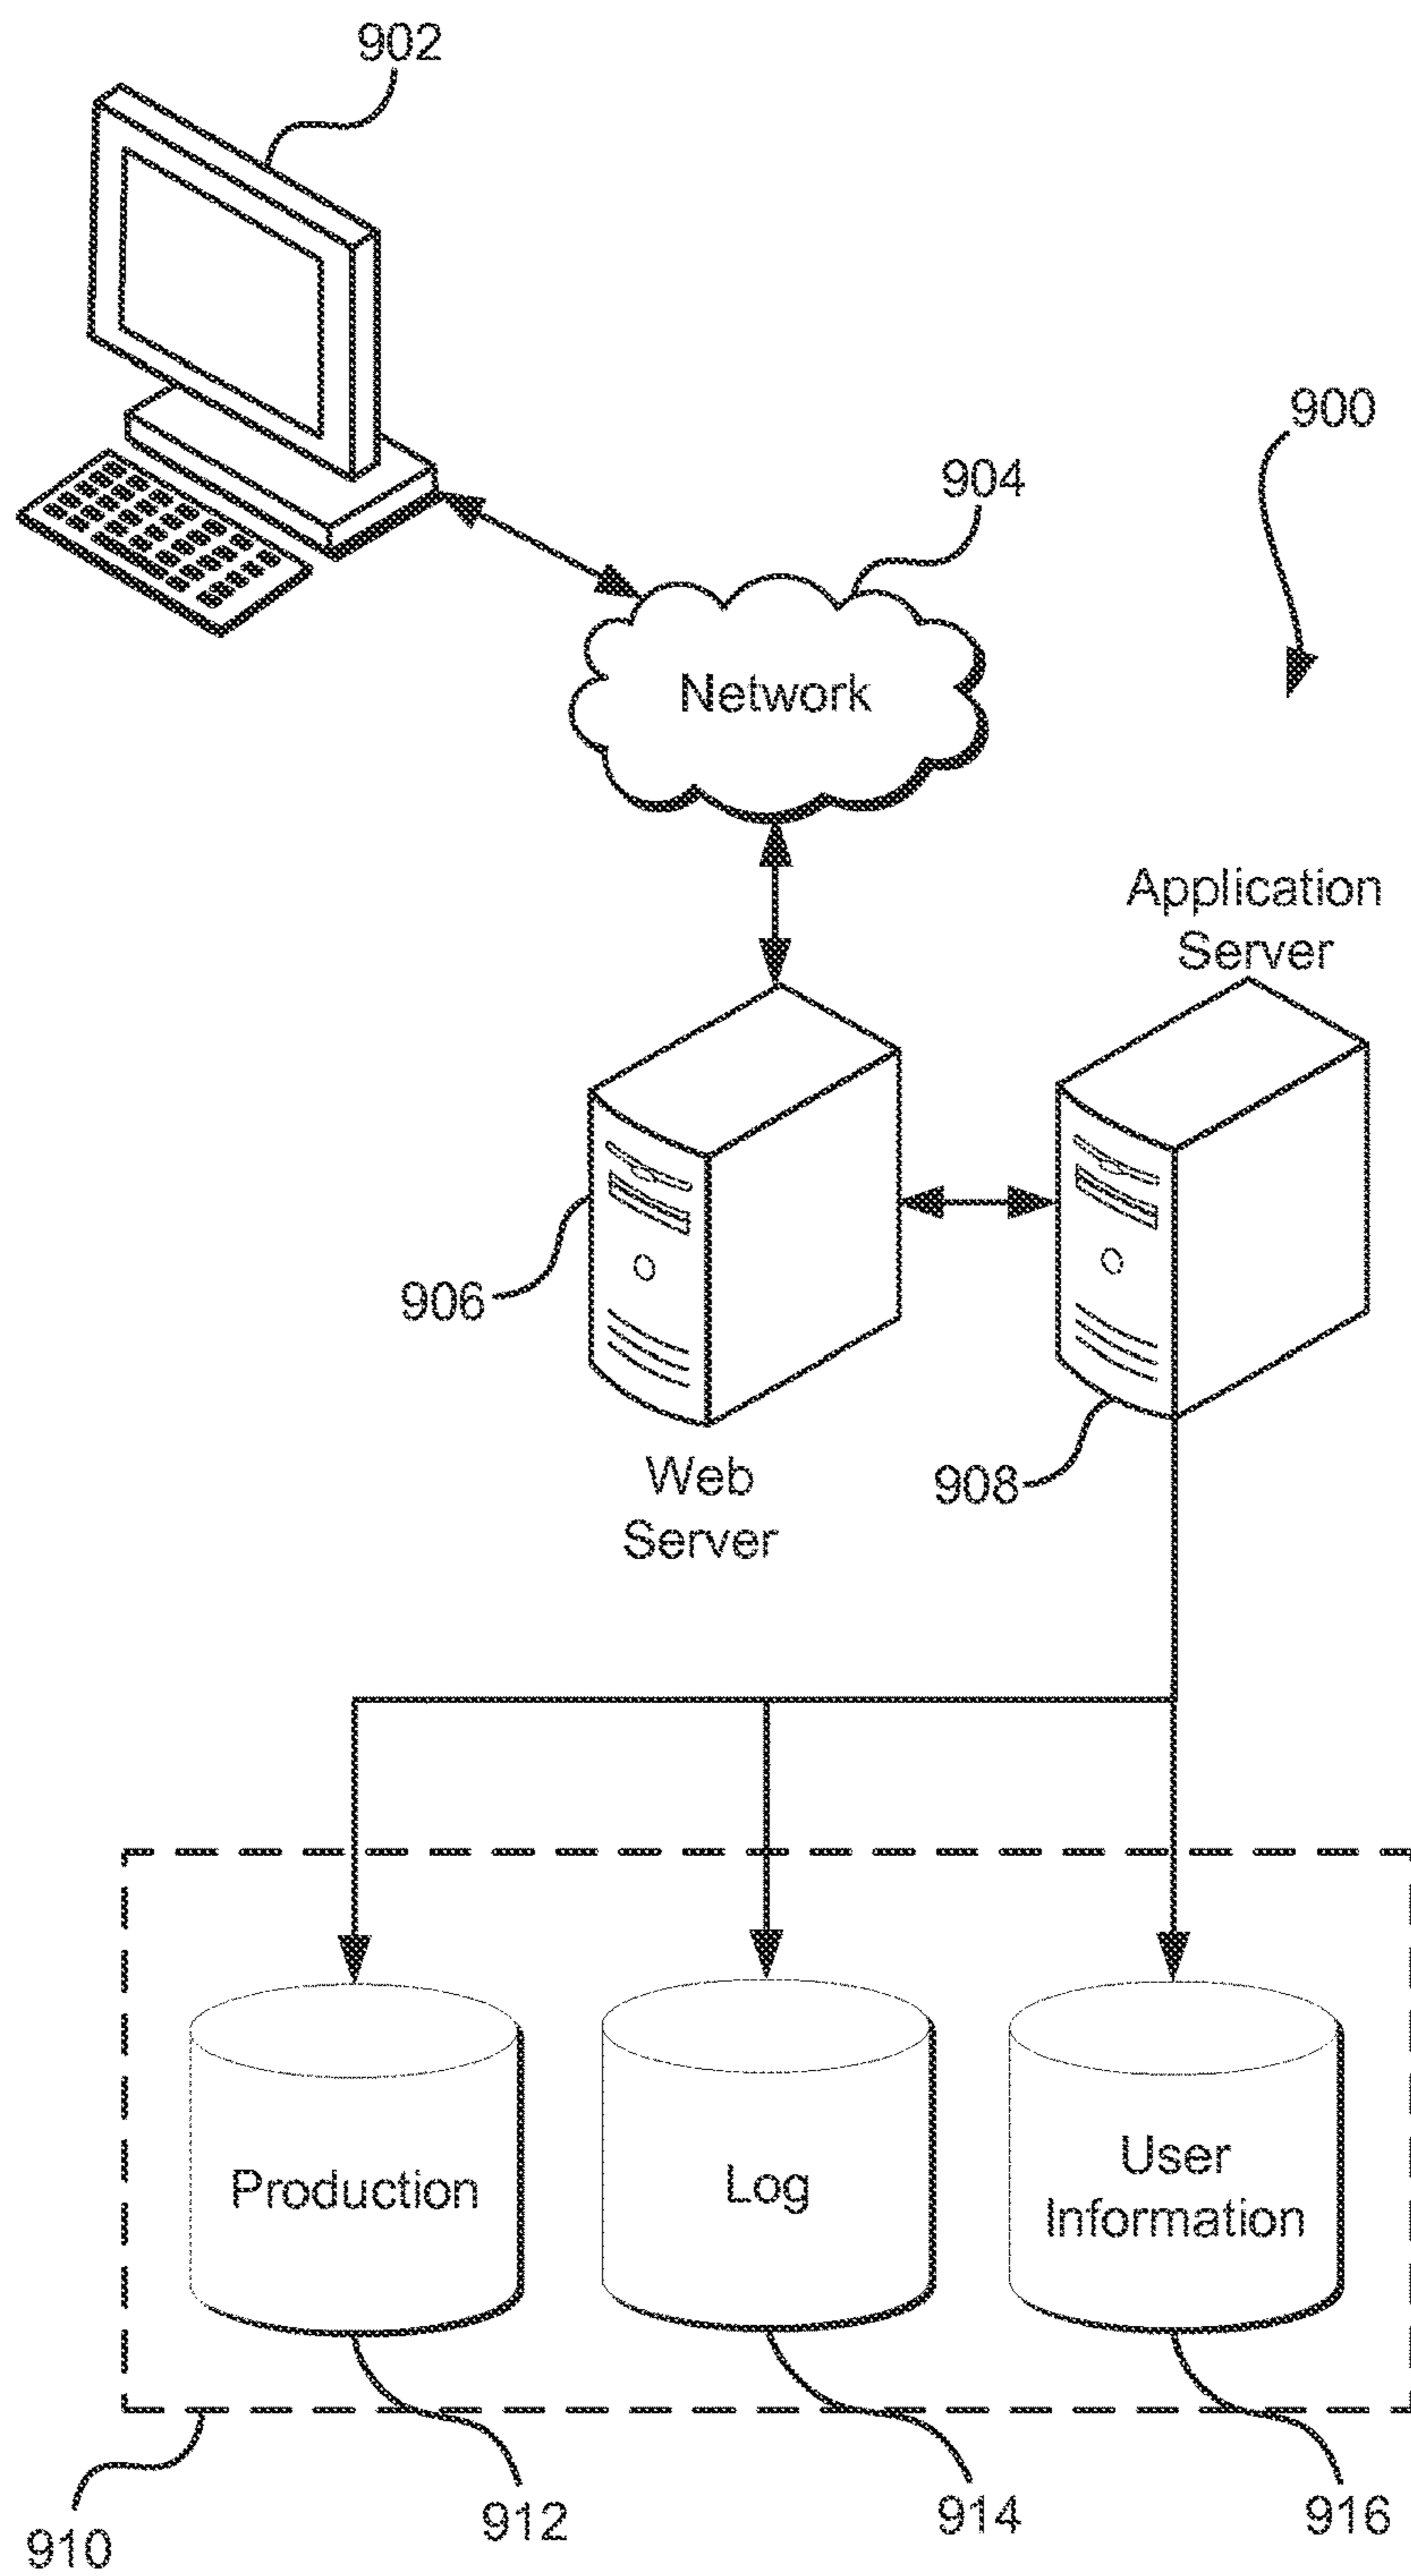 902
900
904
Network
Application
Server
906
Web
Server
908
Production
Log
User
Information
910
912
914
916